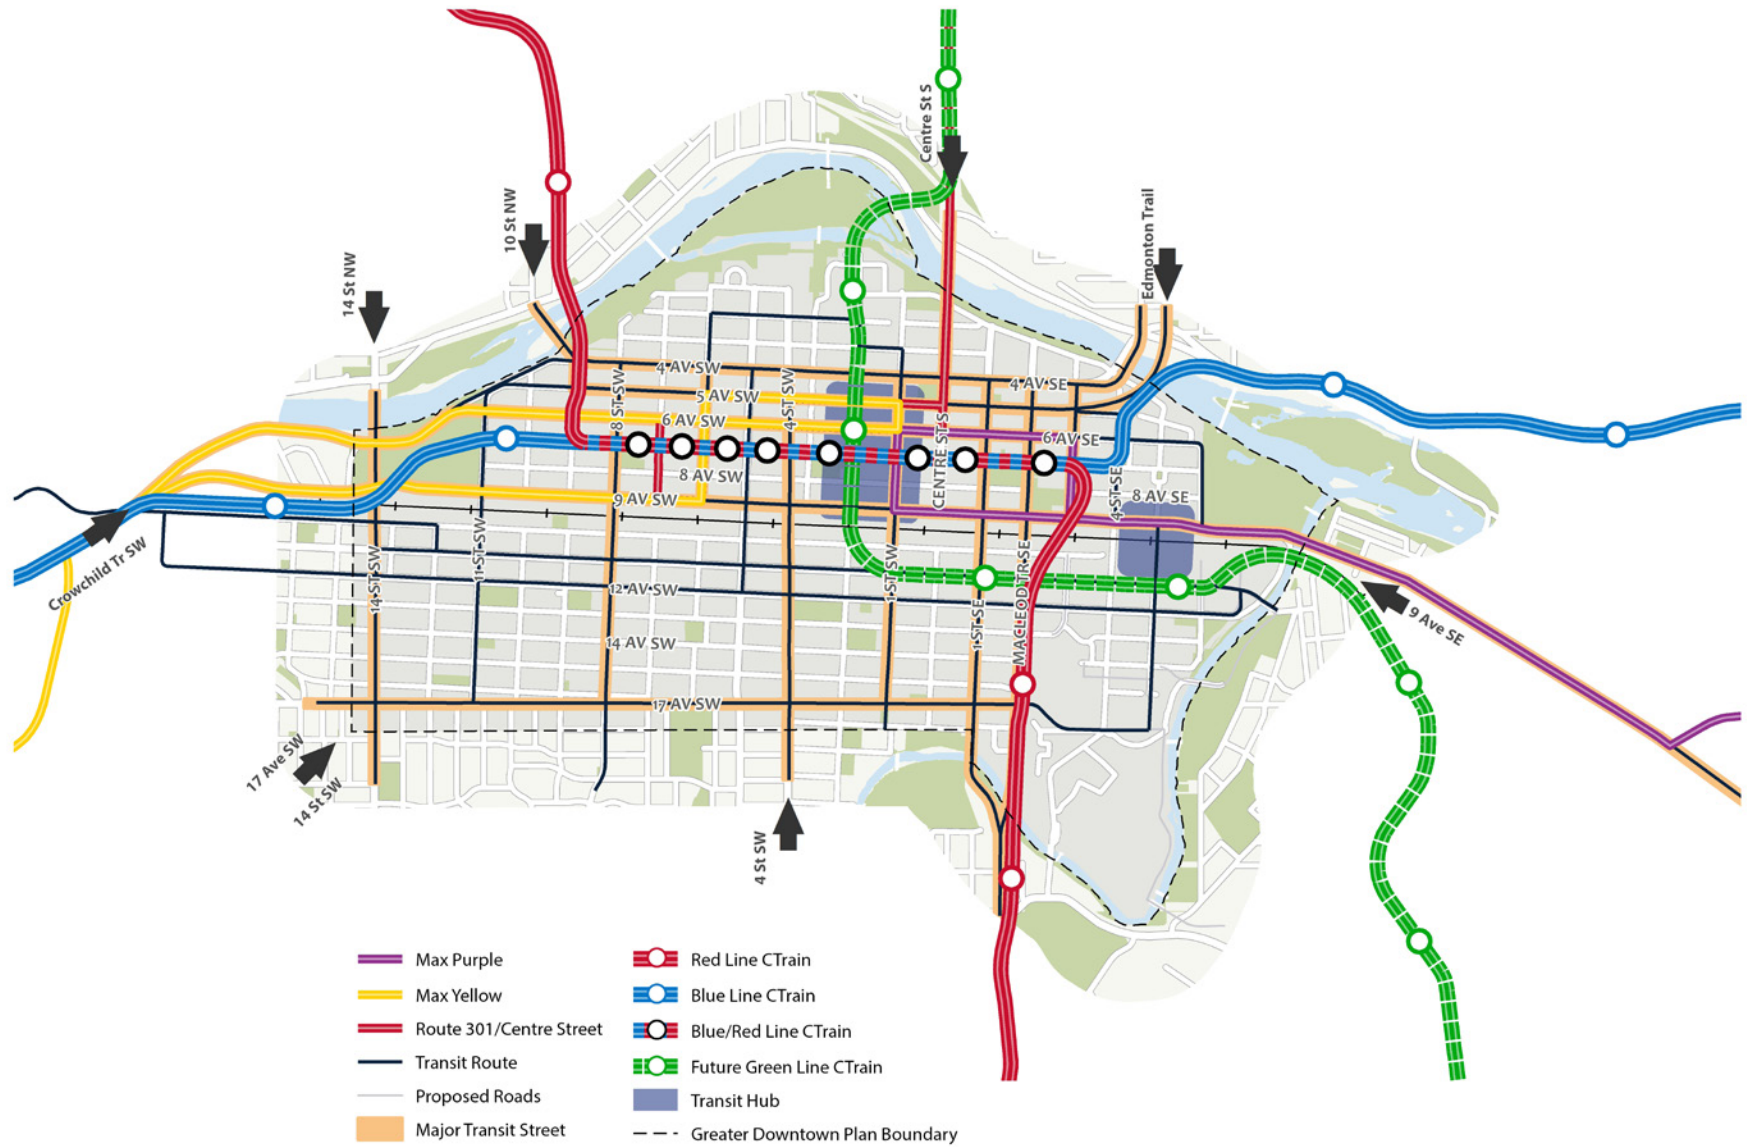 Centre St S
Edmonton Trail
10 St NW
14 St NW
4 AV SW
4 AV SE
8 ST SW
5 AV SW
4 ST SW
6 AV SW
CENTRE ST S
6 AV SE
8 AV SW
4 ST SE
8 AV SE
9 AV SW
Crowchild Tr SW
11 ST SW
14 ST SW
12 AV SW
1 ST SW
1 ST SE
MACLEOD TR SE
9 Ave SE
14 AV SW
17 AV SW
17 Ave SW
14 St SW
4 St SW
Max Purple
Max Yellow
Route 301/Centre Street
Transit Route
Proposed Roads
Major Transit Street
Red Line CTrain
Blue Line CTrain
Blue/Red Line CTrain
Future Green Line CTrain
Transit Hub
Greater Downtown Plan Boundary